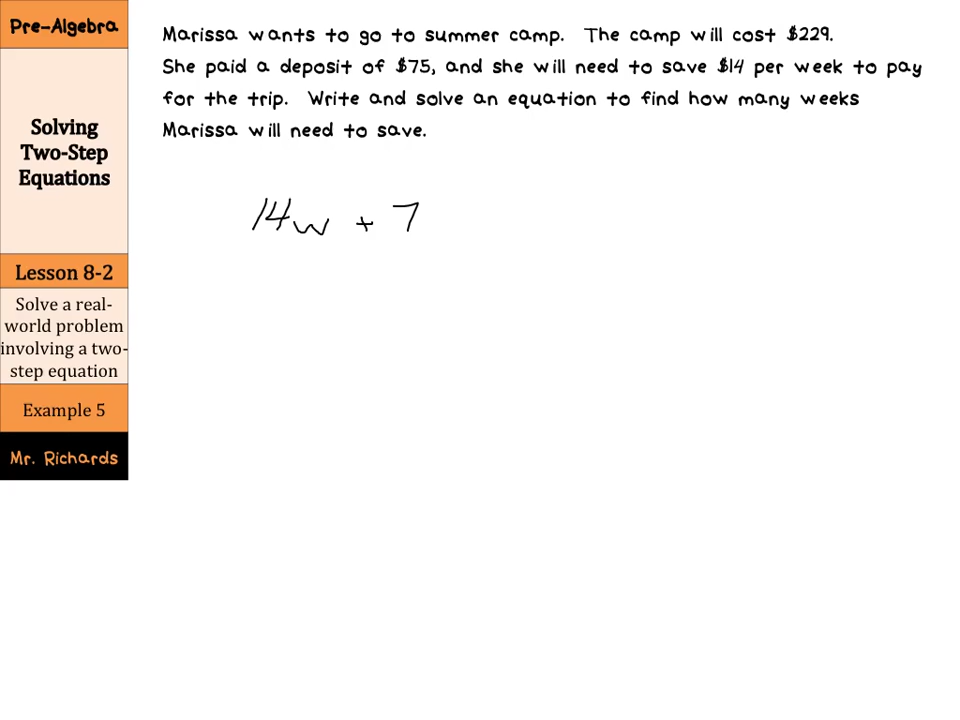 Pre-Algebra
Solving
Two-Step
Equations
Lesson 8-2
Solve a real-
world problem
involving a two-
step equation
Example 5
Mr. Richards
Marissa wants to go to summer camp. The camp will cost $229.
She paid a deposit of $75, and she will need to save $14 per week to pay
for the trip. Write and solve an equation to find how many weeks
Marissa will need to save.
14w + 7